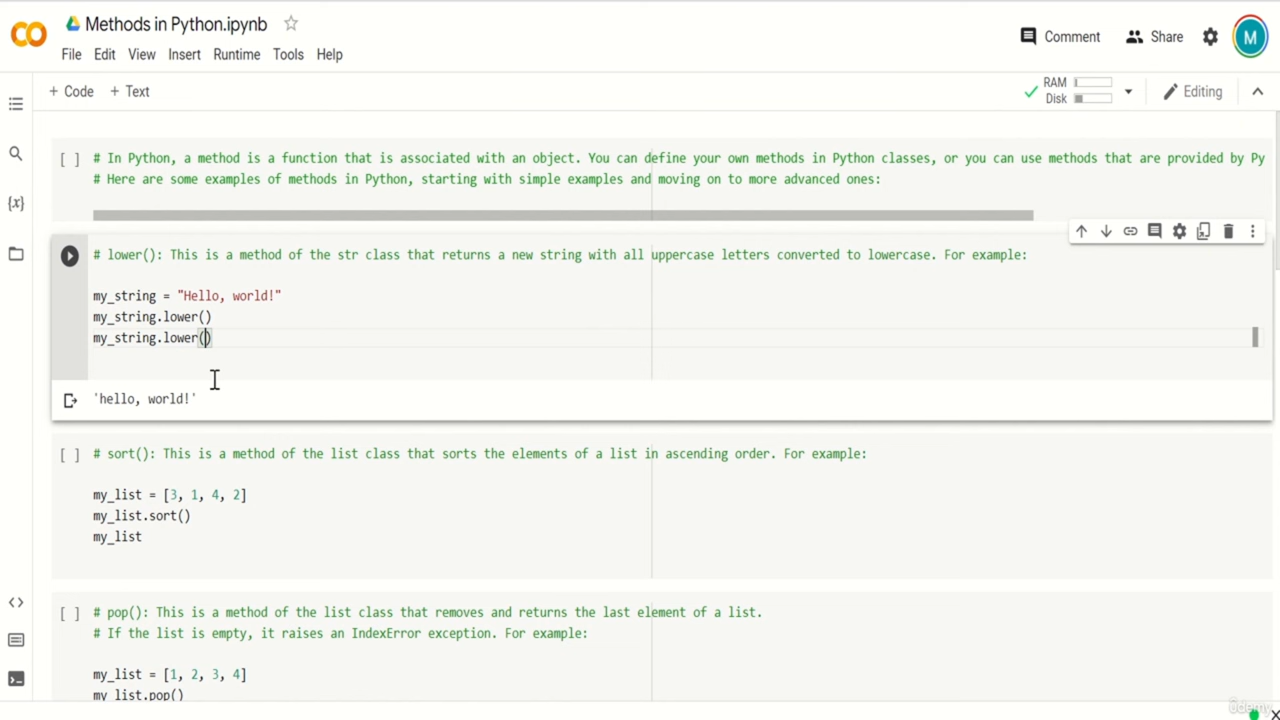 Methods in Python.ipynb
File Edit View Insert Runtime Tools Help
Comment Share M
+ Code + Text
RAM
Disk
Editing
{x}
[ ] # In Python, a method is a function that is associated with an object. You can define your own methods in Python classes, or you can use methods that are provided by Py
# Here are some examples of methods in Python, starting with simple examples and moving on to more advanced ones:
# lower(): This is a method of the str class that returns a new string with all uppercase letters converted to lowercase. For example:
my_string = "Hello, world!"
my_string.lower()
my_string.lower()
'hello, world!'
[ ] # sort(): This is a method of the list class that sorts the elements of a list in ascending order. For example:
my_list = [3, 1, 4, 2]
my_list.sort()
my_list
[ ] # pop(): This is a method of the list class that removes and returns the last element of a list.
# If the list is empty, it raises an IndexError exception. For example:
my_list = [1, 2, 3, 4]
my_list.pop()
udemy